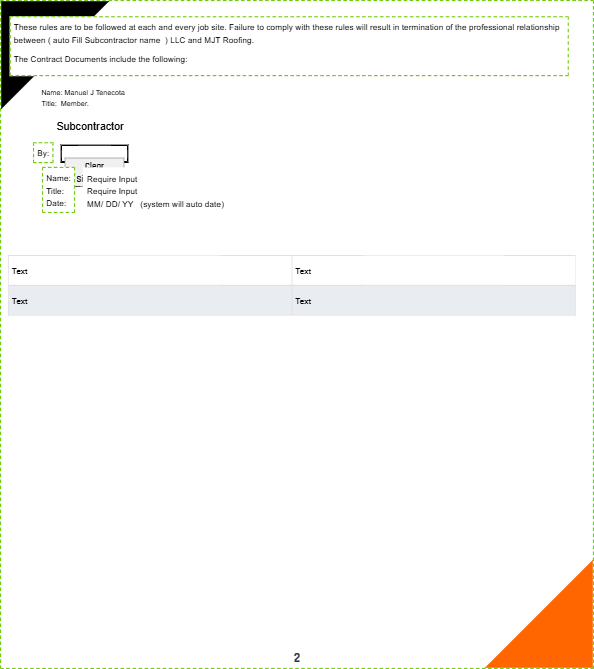 These rules are to be followed at each and every job site. Failure to comply with these rules will result in termination of the professional relationship
between ( auto Fill Subcontractor name ) LLC and MJT Roofing.
The Contract Documents include the following:
Name: Manuel J Tenecota
Title: Member.
Subcontractor
By:
Clear
Name: Si Require Input
Title: Require Input
Date: MM/ DD/ YY (system will auto date)
Text Text
Text Text
2